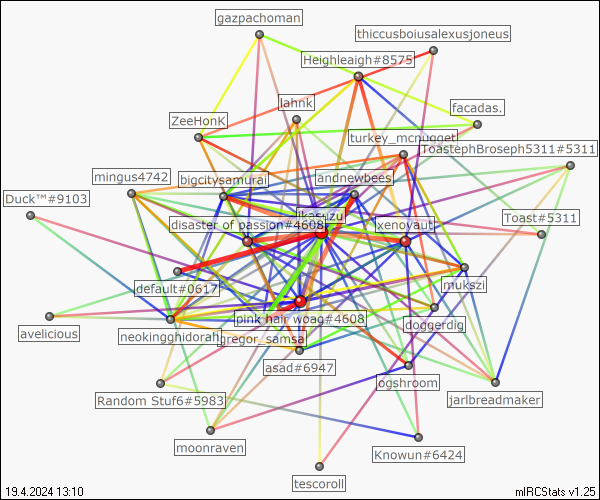 gazpachoman
thiccusboiusalexusjoneus
Heighleaigh#8575
lahnk
facadas.
ZeeHonK
turkey_mcnugget
ToastephBroseph5311#5311
mingus4742
bigcitysamurai
andnewbees
Duck™#9103
ikasuzu
disaster of passion#4608
xenovaut
Toast#5311
default#0617
mukszi
pink hair woag#4608
doggerdig
avelicious
neokingghidorah
gregor_samsa
asad#6947
ogshroom
Random Stuf6#5983
jarlbreadmaker
moonraven
Knowun#6424
tescoroll
19.4.2024 13:10
mIRCStats v1.25